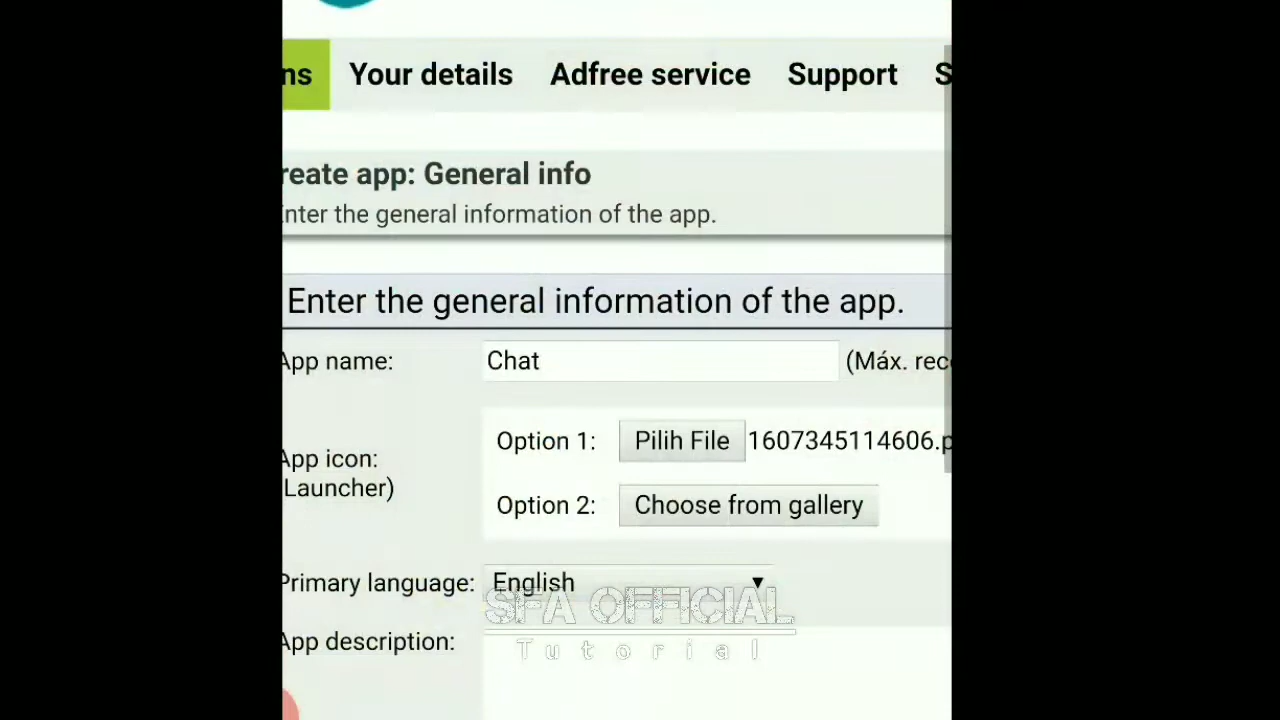 ns Your details Adfree service Support S
reate app: General info
Enter the general information of the app.
Enter the general information of the app.
App name: Chat (Máx. rec
Option 1: Pilih File 1607345114606.p
App icon:
Launcher)
Option 2: Choose from gallery
Primary language: English
SFA OFFICIAL
Tutorial
App description: